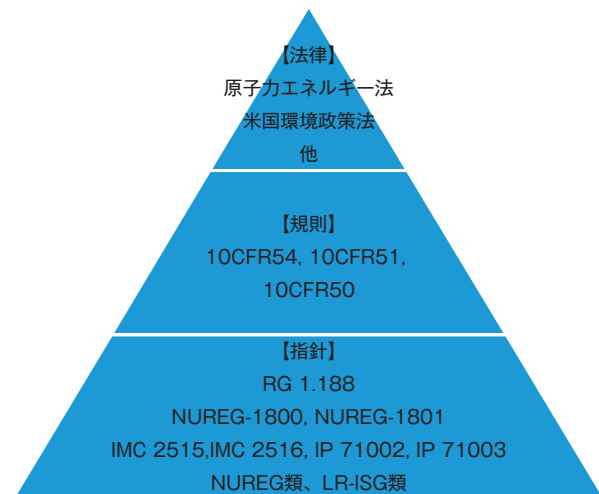 【法律】
原子力エネルギー法
米国環境政策法
他
【規則】
10CFR54, 10CFR51,
10CFR50
【指針】
RG 1.188
NUREG-1800, NUREG-1801
IMC 2515,IMC 2516, IP 71002, IP 71003
NUREG類、LR-ISG類